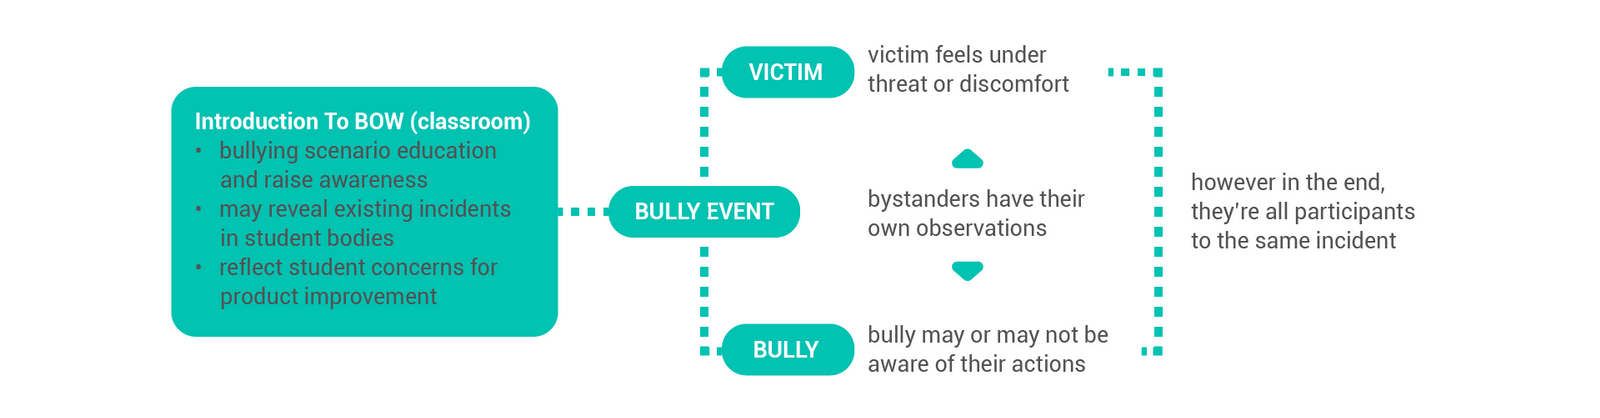 Introduction To BOW (classroom)
• bullying scenario education
and raise awareness
• may reveal existing incidents
in student bodies
• reflect student concerns for
product improvement
BULLY EVENT
VICTIM
victim feels under
threat or discomfort
bystanders have their
own observations
BULLY
bully may or may not be
aware of their actions
however in the end,
they're all participants
to the same incident